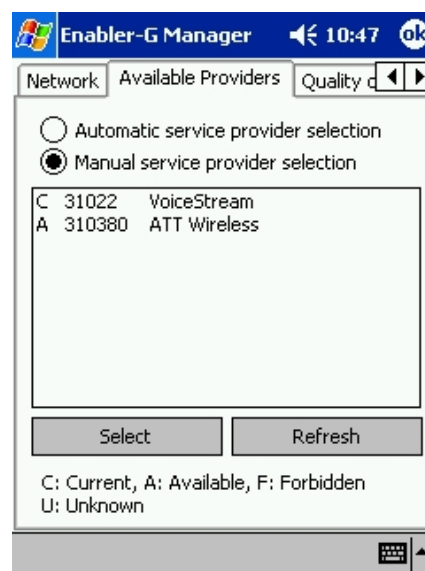 Enabler-G Manager 10:47 ok
Network Available Providers Quality
Automatic service provider selection
Manual service provider selection
C 31022 VoiceStream
A 310380 ATT Wireless
Select Refresh
C: Current, A: Available, F: Forbidden
U: Unknown